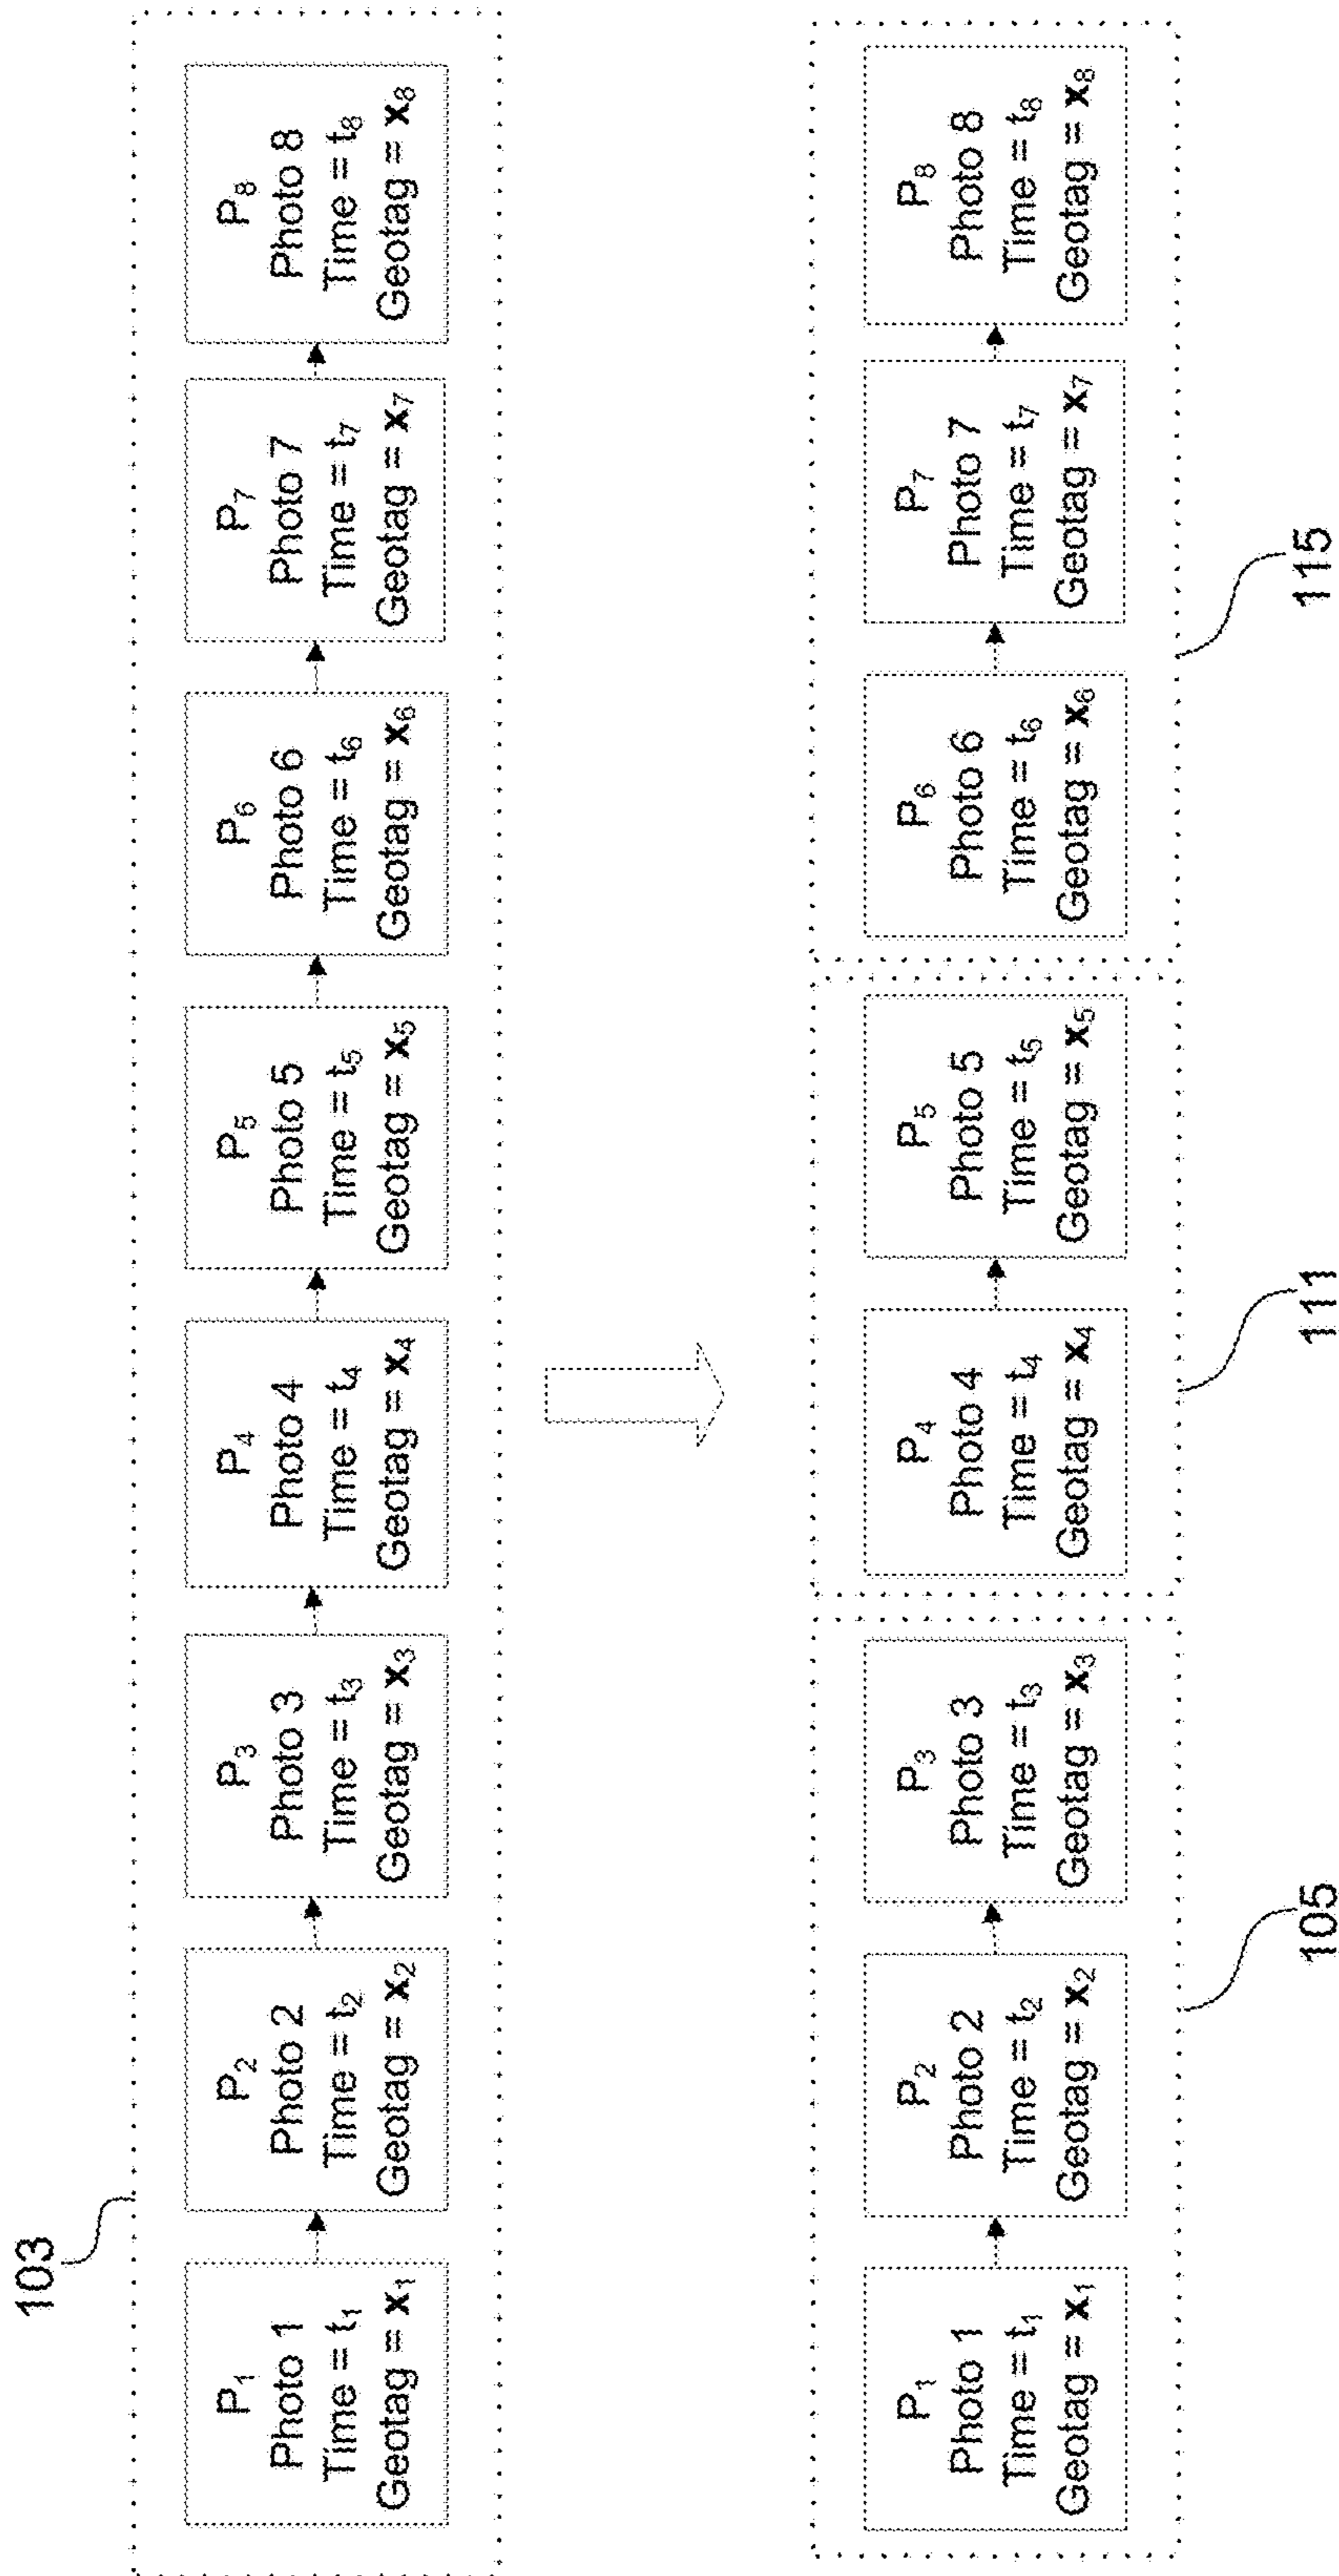 103
P₁
Photo 1
Time = t₁
Geotag = x₁
P₂
Photo 2
Time = t₂
Geotag = x₂
P₃
Photo 3
Time = t₃
Geotag = x₃
P₄
Photo 4
Time = t₄
Geotag = x₄
P₅
Photo 5
Time = t₅
Geotag = x₅
P₆
Photo 6
Time = t₆
Geotag = x₆
P₇
Photo 7
Time = t₇
Geotag = x₇
P₈
Photo 8
Time = t₈
Geotag = x₈
P₁
Photo 1
Time = t₁
Geotag = x₁
P₂
Photo 2
Time = t₂
Geotag = x₂
P₃
Photo 3
Time = t₃
Geotag = x₃
P₄
Photo 4
Time = t₄
Geotag = x₄
P₅
Photo 5
Time = t₅
Geotag = x₅
P₆
Photo 6
Time = t₆
Geotag = x₆
P₇
Photo 7
Time = t₇
Geotag = x₇
P₈
Photo 8
Time = t₈
Geotag = x₈
105
111
115